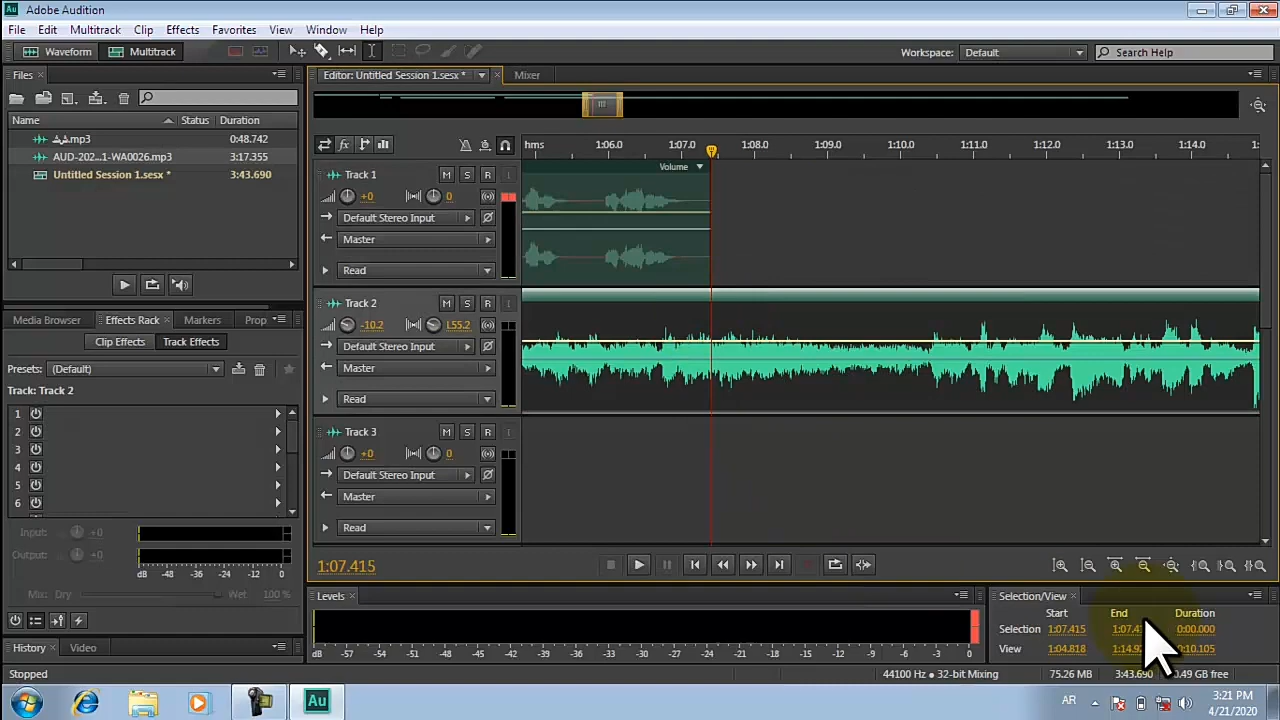 Au Adobe Audition
File Edit Multitrack Clip Effects Favorites View Window Help
Waveform Multitrack Workspace: Default Search Help
Files Editor: Untitled Session 1.sesx * Mixer
Name Status Duration
.mp3 0:48.742
AUD-202...1-WA0026.mp3 3:17.355
Untitled Session 1.sesx * 3:43.690
hms 1:06.0 1:07.0 1:08.0 1:09.0 1:10.0 1:11.0 1:12.0 1:13.0 1:14.0 1:
Track 1 M S R I Volume
+0 0
Default Stereo Input
Master
Read
Media Browser Effects Rack Markers Prop
Clip Effects Track Effects
Presets: (Default)
Track: Track 2
1
2
3
4
5
6
Input: +0
Output: +0
dB -48 -36 -24 -12 0
Mix: Dry Wet 100 %
Track 2 M S R I
-10.2 L55.2
Default Stereo Input
Master
Read
Track 3 M S R I
+0 0
Default Stereo Input
Master
Read
1:07.415
History Video
Levels
dB -57 -54 -51 -48 -45 -42 -39 -36 -33 -30 -27 -24 -21 -18 -15 -12 -9 -6 -3 0
Selection/View
Start End Duration
Selection 1:07.415 0:00.000
View 1:04.818 0:10.105
Stopped 44100 Hz ● 32-bit Mixing 75.26 MB 3:43.690 GB free
Au AR 3:21 PM
4/21/2020